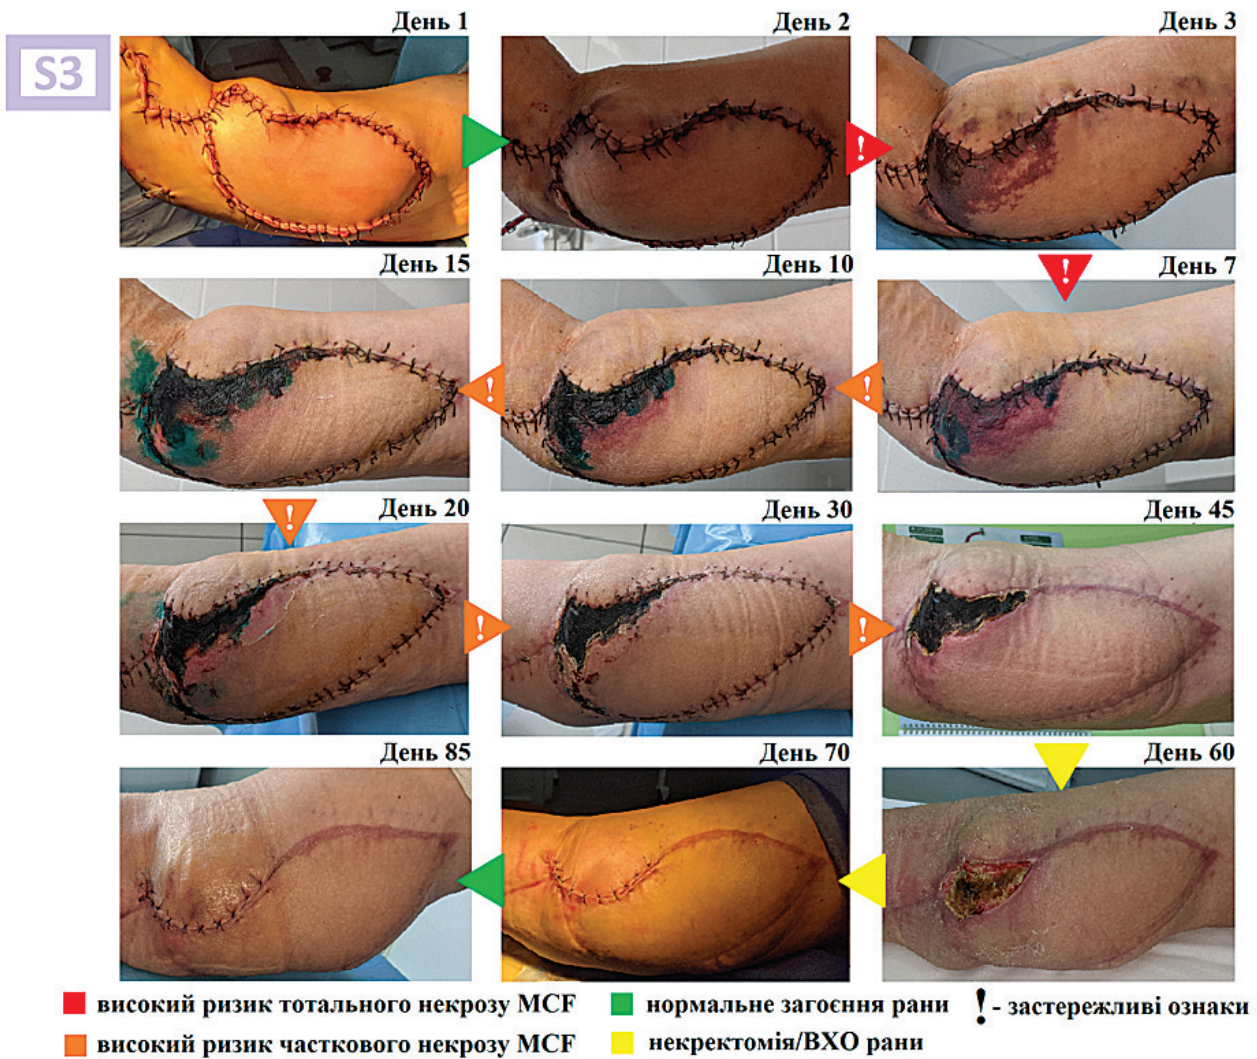 S3
День 1
День 2
День 3
День 15
День 10
День 7
День 20
День 30
День 45
День 85
День 70
День 60
високий ризик тотального некрозу MCF
нормальне загоєння рани
! - застережливі ознаки
високий ризик часткового некрозу MCF
некректомія/ВХО рани